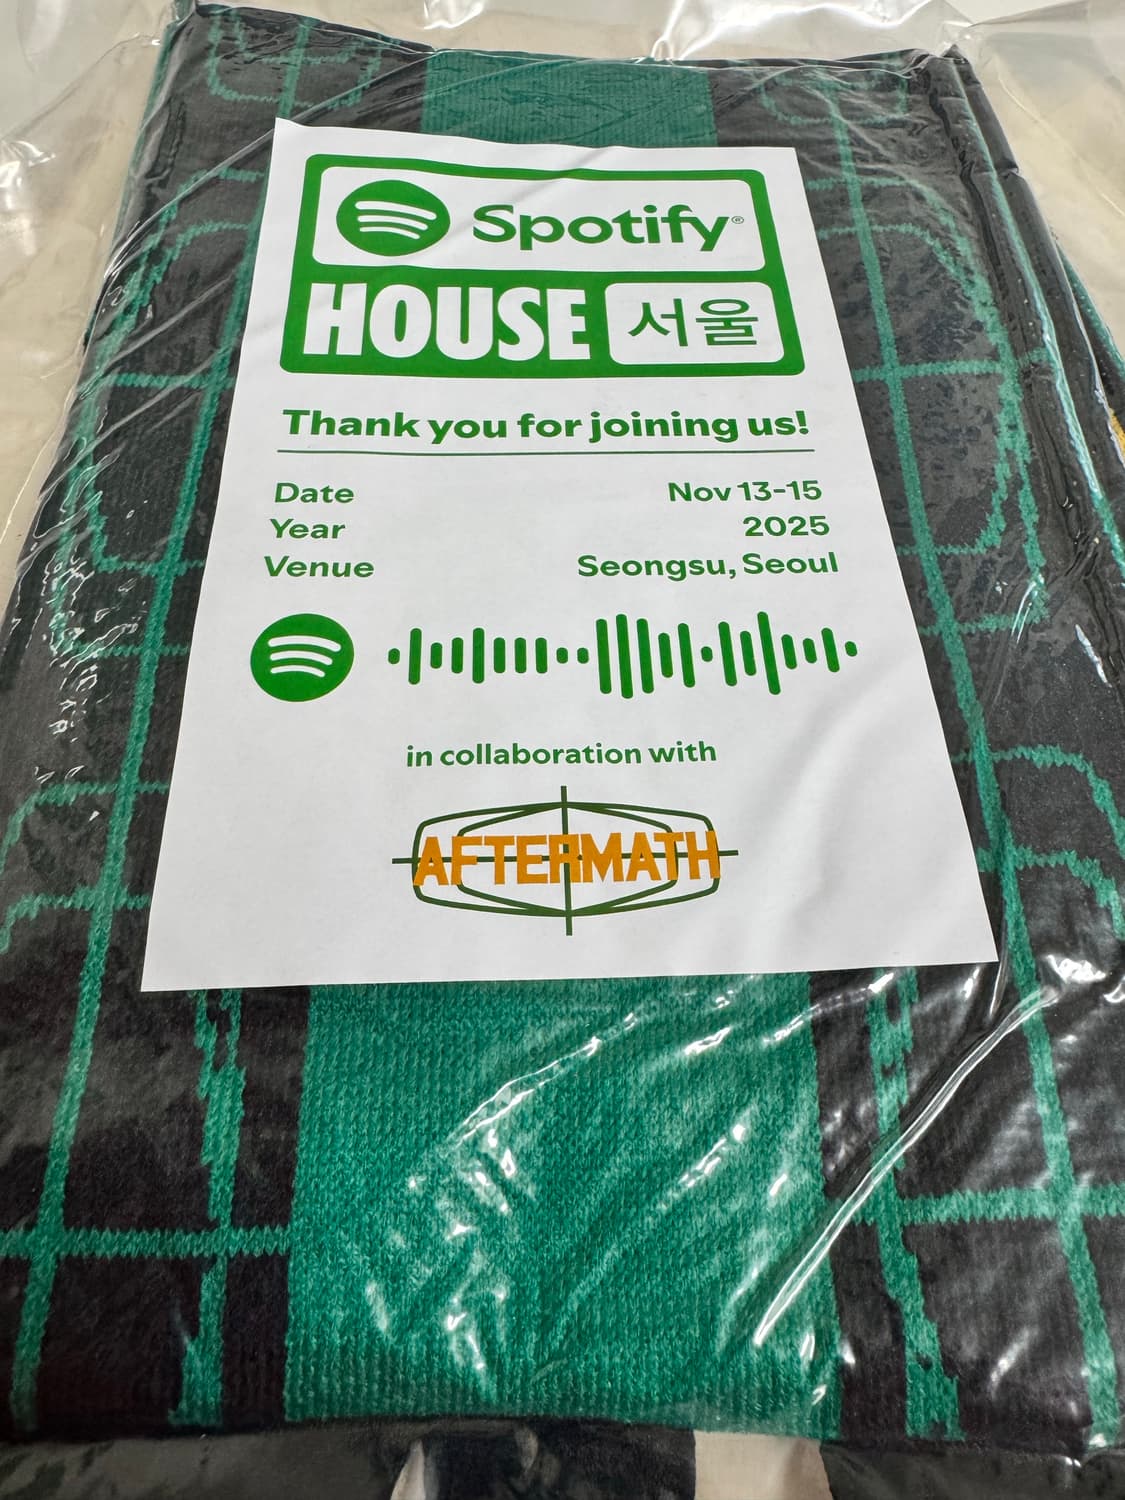 Spotify®
HOUSE 서울
Thank you for joining us!
Date Nov 13-15
Year 2025
Venue Seongsu, Seoul
in collaboration with
AFTERMATH